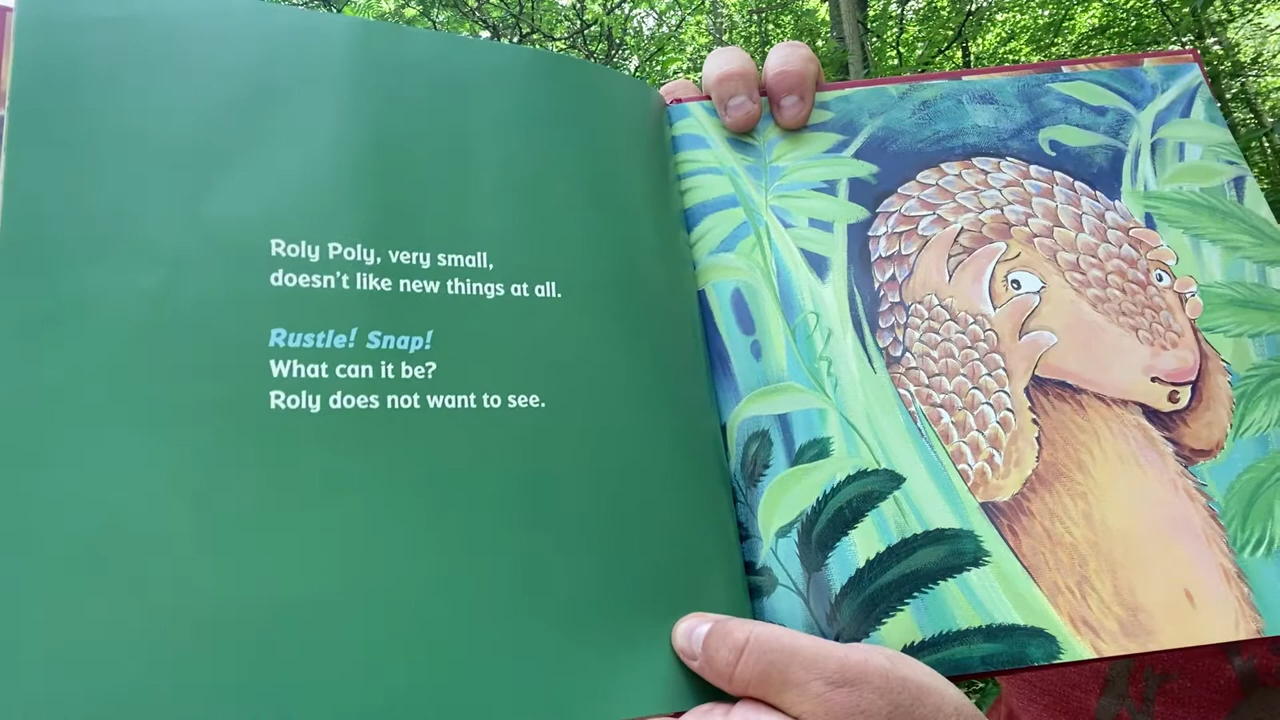 Roly Poly, very small,
doesn't like new things at all.
Rustle! Snap!
What can it be?
Roly does not want to see.